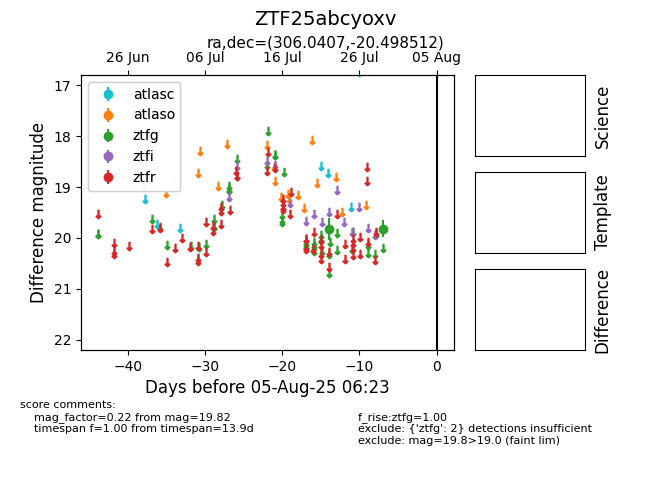 ZTF25abcyoxv
ra,dec=(306.0407,-20.498512)
26 Jun 06 Jul 16 Jul 26 Jul 05 Aug
17
18
19
20
21
22
Difference magnitude
atlasc
atlaso
ztfg
ztfi
ztfr
−40 −30 −20 −10 0
Days before 05-Aug-25 06:23
Science
Template
Difference
score comments:
mag_factor=0.22 from mag=19.82
timespan f=1.00 from timespan=13.9d
f_rise:ztfg=1.00
exclude: {'ztfg': 2} detections insufficient
exclude: mag=19.8>19.0 (faint lim)